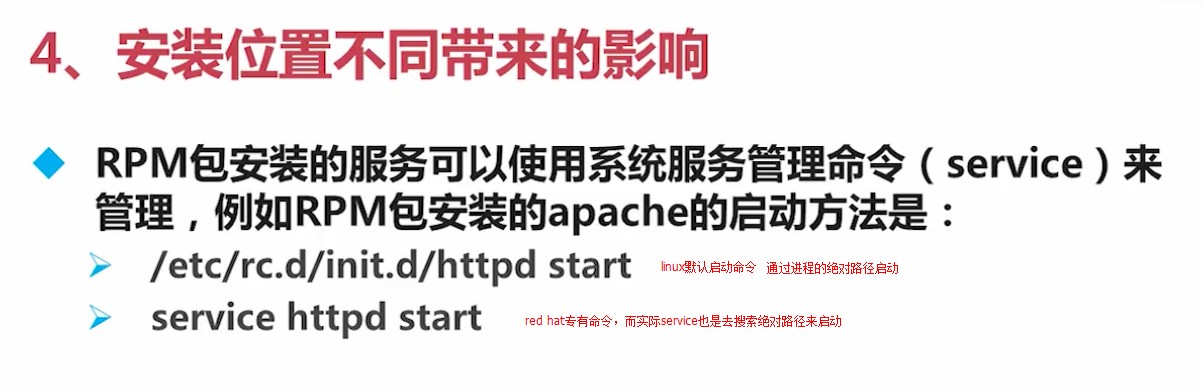 4、安装位置不同带来的影响
RPM包安装的服务可以使用系统服务管理命令（service）来
管理，例如RPM包安装的apache的启动方法是：
/etc/rc.d/init.d/httpd start linux默认启动命令 通过进程的绝对路径启动
service httpd start red hat专有命令，而实际service也是去搜索绝对路径来启动